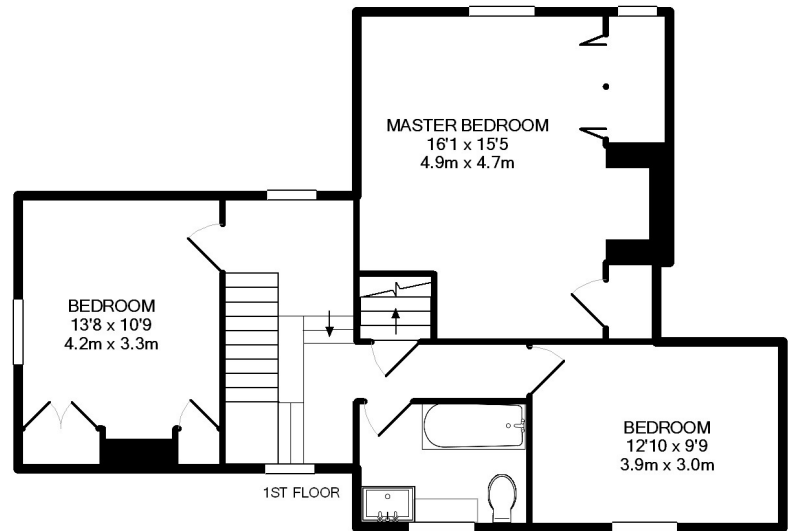 MASTER BEDROOM
16'1 x 15'5
4.9m x 4.7m
BEDROOM
13'8 x 10'9
4.2m x 3.3m
BEDROOM
12'10 x 9'9
3.9m x 3.0m
1ST FLOOR